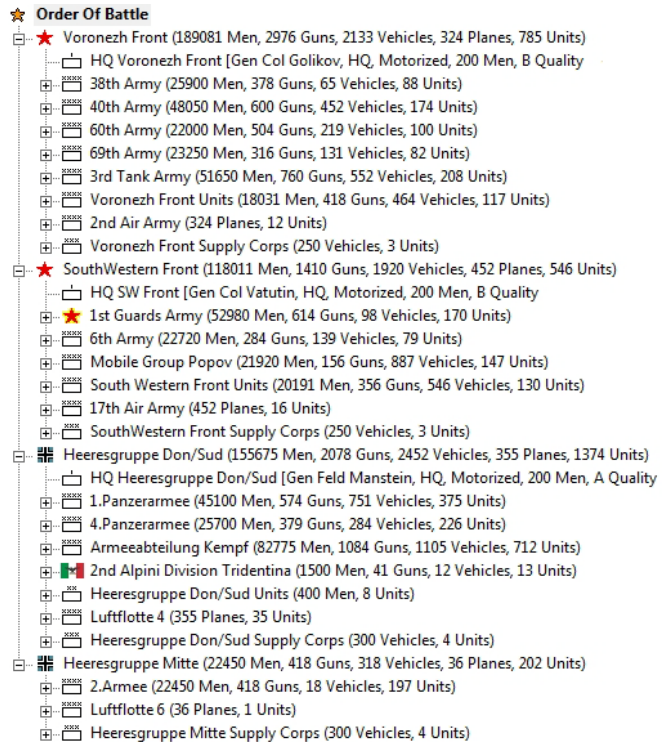 Order Of Battle
Voronezh Front (189081 Men, 2976 Guns, 2133 Vehicles, 324 Planes, 785 Units)
HQ Voronezh Front [Gen Col Golikov, HQ, Motorized, 200 Men, B Quality
38th Army (25900 Men, 378 Guns, 65 Vehicles, 88 Units)
40th Army (48050 Men, 600 Guns, 452 Vehicles, 174 Units)
60th Army (22000 Men, 504 Guns, 219 Vehicles, 100 Units)
69th Army (23250 Men, 316 Guns, 131 Vehicles, 82 Units)
3rd Tank Army (51650 Men, 760 Guns, 552 Vehicles, 208 Units)
Voronezh Front Units (18031 Men, 418 Guns, 464 Vehicles, 117 Units)
2nd Air Army (324 Planes, 12 Units)
Voronezh Front Supply Corps (250 Vehicles, 3 Units)
SouthWestern Front (118011 Men, 1410 Guns, 1920 Vehicles, 452 Planes, 546 Units)
HQ SW Front [Gen Col Vatutin, HQ, Motorized, 200 Men, B Quality
1st Guards Army (52980 Men, 614 Guns, 98 Vehicles, 170 Units)
6th Army (22720 Men, 284 Guns, 139 Vehicles, 79 Units)
Mobile Group Popov (21920 Men, 156 Guns, 887 Vehicles, 147 Units)
South Western Front Units (20191 Men, 356 Guns, 546 Vehicles, 130 Units)
17th Air Army (452 Planes, 16 Units)
SouthWestern Front Supply Corps (250 Vehicles, 3 Units)
Heeresgruppe Don/Sud (155675 Men, 2078 Guns, 2452 Vehicles, 355 Planes, 1374 Units)
HQ Heeresgruppe Don/Sud [Gen Feld Manstein, HQ, Motorized, 200 Men, A Quality
1.Panzerarmee (45100 Men, 574 Guns, 751 Vehicles, 375 Units)
4.Panzerarmee (25700 Men, 379 Guns, 284 Vehicles, 226 Units)
Armeeabteilung Kempf (82775 Men, 1084 Guns, 1105 Vehicles, 712 Units)
2nd Alpini Division Tridentina (1500 Men, 41 Guns, 12 Vehicles, 13 Units)
Heeresgruppe Don/Sud Units (400 Men, 8 Units)
Luftflotte 4 (355 Planes, 35 Units)
Heeresgruppe Don/Sud Supply Corps (300 Vehicles, 4 Units)
Heeresgruppe Mitte (22450 Men, 418 Guns, 318 Vehicles, 36 Planes, 202 Units)
2.Armee (22450 Men, 418 Guns, 18 Vehicles, 197 Units)
Luftflotte 6 (36 Planes, 1 Units)
Heeresgruppe Mitte Supply Corps (300 Vehicles, 4 Units)